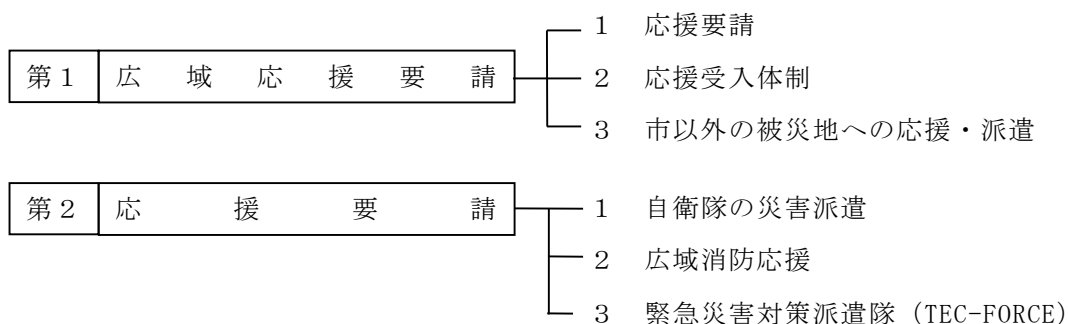 １　応援要請
第１　広域応援要請　２　応援受入体制
３　市以外の被災地への応援・派遣
第２　応援要請　１　自衛隊の災害派遣
２　広域消防応援
３　緊急災害対策派遣隊（TEC-FORCE）